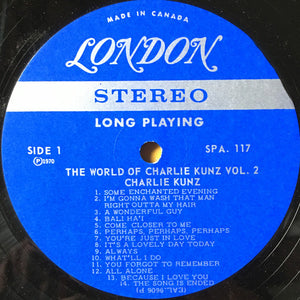 MADE IN CANADA
LONDON
STEREO
LONG PLAYING
SIDE 1
SPA. 117
Ⓟ1970
THE WORLD OF CHARLIE KUNZ VOL. 2
CHARLIE KUNZ
1. SOME ENCHANTED EVENING
2. I'M GONNA WASH THAT MAN
RIGHT OUTTA MY HAIR
3. A WONDERFUL GUY
4. BALI HA'I
5. COME CLOSER TO ME
6. PERHAPS, PERHAPS, PERHAPS
7. YOU'RE JUST IN LOVE
8. IT'S A LOVELY DAY TODAY
9. ALWAYS
10. WHAT'LL I DO
11. YOU FORGOT TO REMEMBER
12. ALL ALONE
13. BECAUSE I LOVE YOU
14. THE SONG IS ENDED